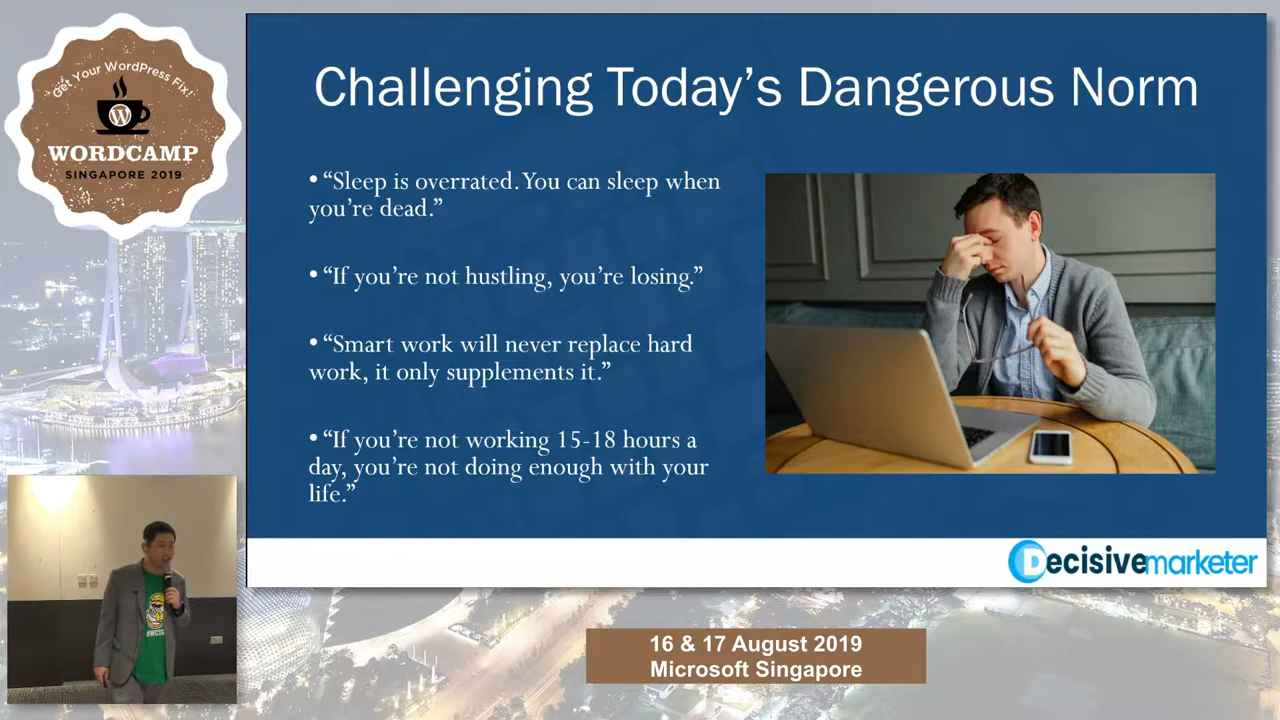 Get Your WordPress Fix!
W
WORDCAMP
SINGAPORE 2019
Challenging Today’s Dangerous Norm
• “Sleep is overrated. You can sleep when
you’re dead.”
• “If you’re not hustling, you’re losing.”
• “Smart work will never replace hard
work, it only supplements it.”
• “If you’re not working 15-18 hours a
day, you’re not doing enough with your
life.”
Decisivemarketer
#WCSG
16 & 17 August 2019
Microsoft Singapore